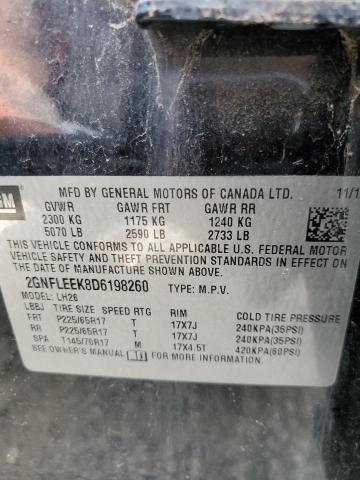 GM MFD BY GENERAL MOTORS OF CANADA LTD. 11/1
GVWR GAWR FRT GAWR RR
2300 KG 1175 KG 1240 KG
5070 LB 2590 LB 2733 LB
THIS VEHICLE CONFORMS TO ALL APPLICABLE U.S. FEDERAL MOTOR
VEHICLE SAFETY AND THEFT PREVENTION STANDARDS IN EFFECT
ON THE DATE OF MANUFACTURE SHOWN ABOVE.
2GNFLEEK8D6198260 TYPE: M.P.V.
MODEL: LH26
LBBJ TIRE SIZE SPEED RTG RIM COLD TIRE PRESSURE
FRT P225/65R17 T 17X7J 240KPA(35PSI)
RR P225/65R17 T 17X7J 240KPA(35PSI)
SPA T145/70R17 M 17X4.5T 420KPA(60PSI)
SEE OWNER'S MANUAL